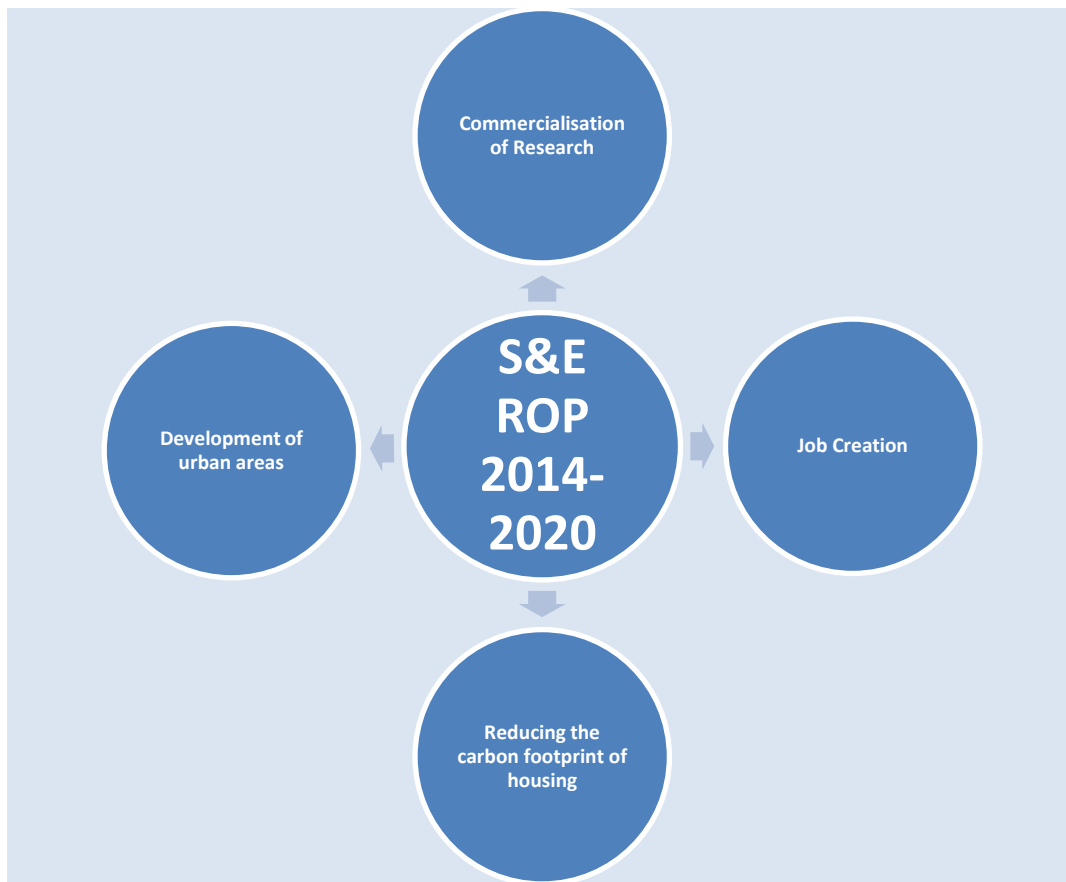 Commercialisation
of Research
S&E
ROP
2014-
2020
Development of
urban areas
Job Creation
Reducing the
carbon footprint of
housing